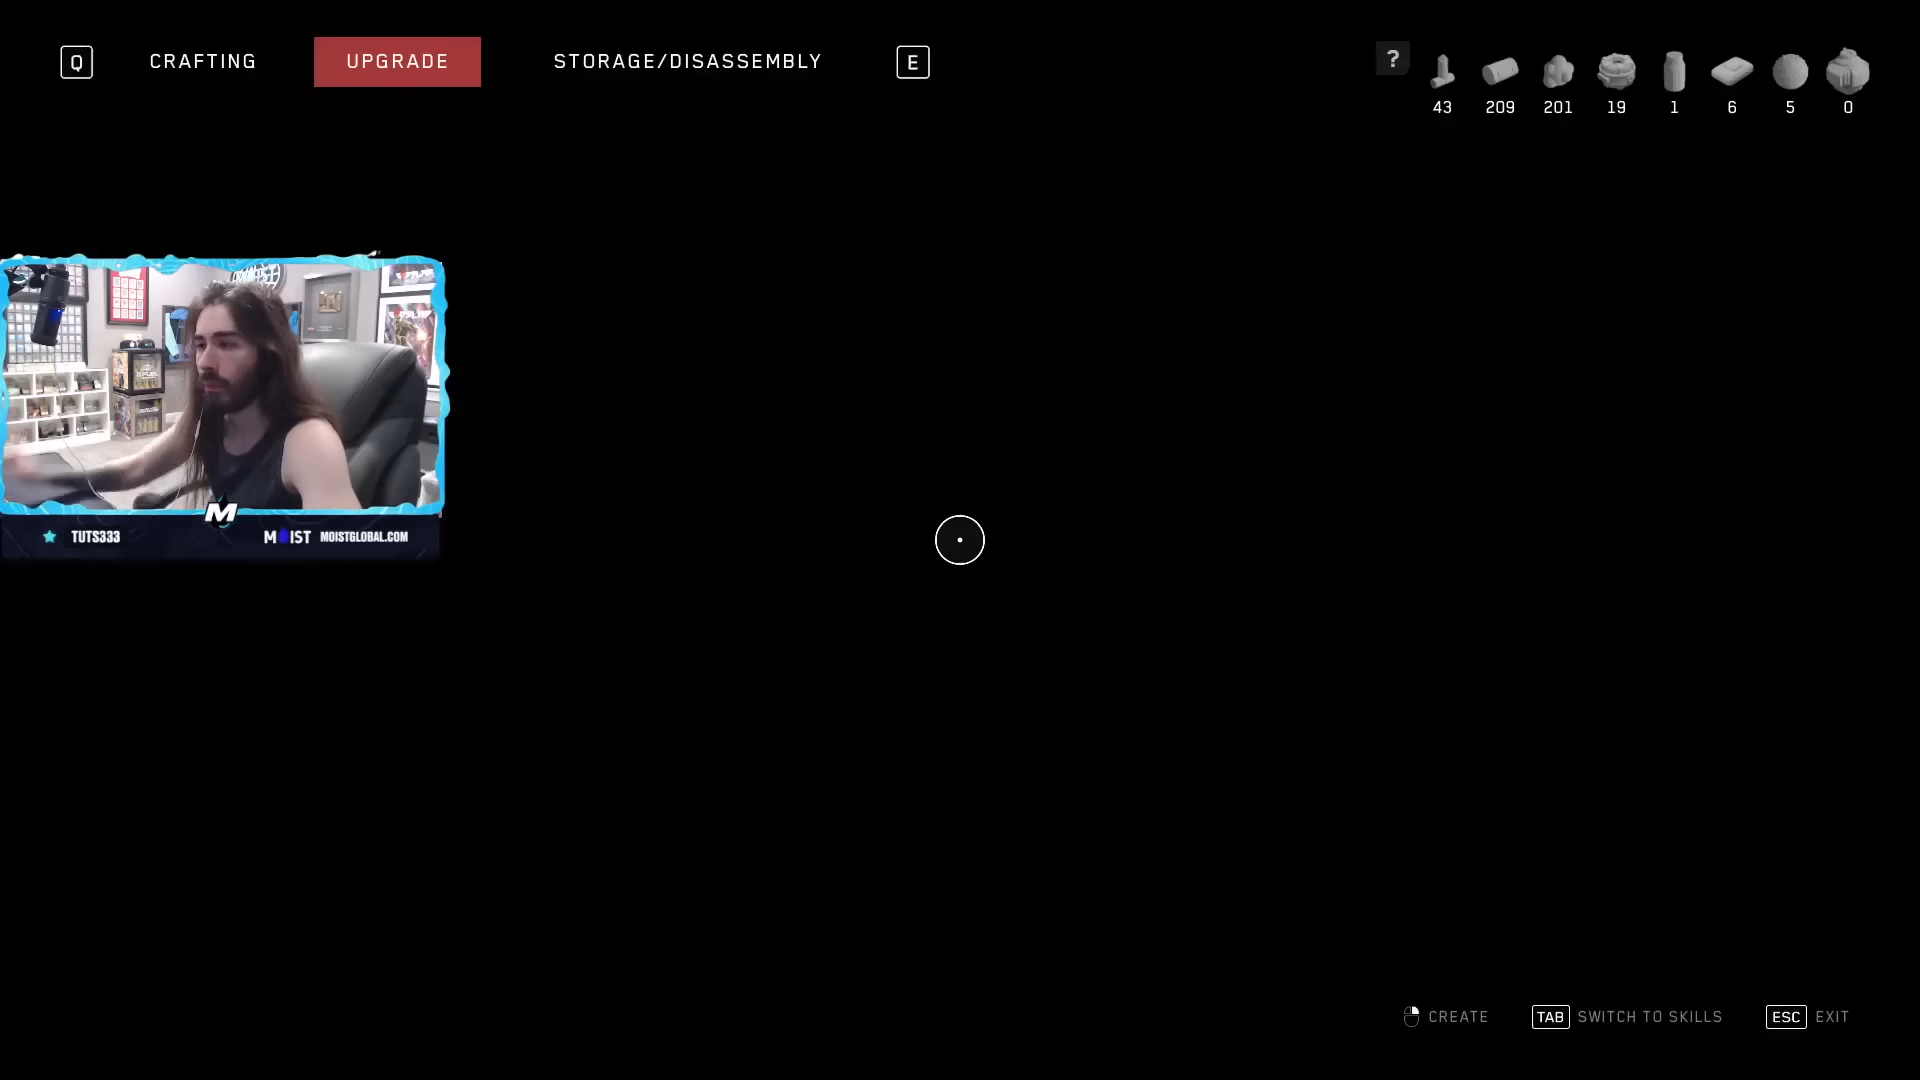 Q CRAFTING UPGRADE STORAGE/DISASSEMBLY E
?
43 209 201 19 1 6 5 0
M
TUTS333 MOIST MOISTGLOBAL.COM
CREATE TAB SWITCH TO SKILLS ESC EXIT